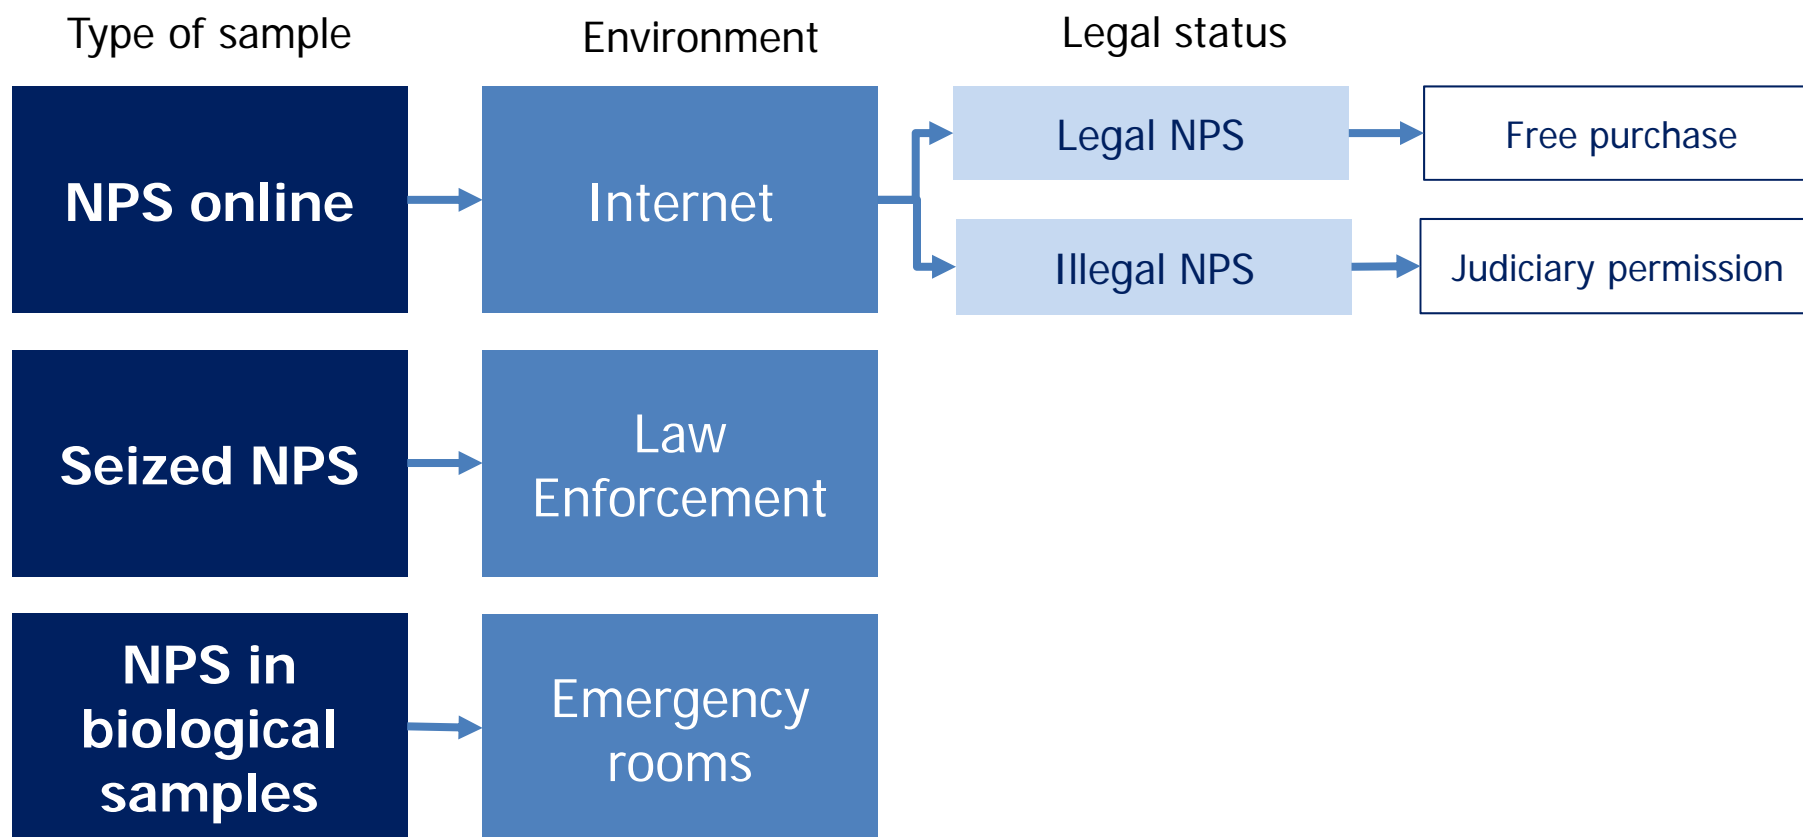 Type of sample
Environment
Legal status
NPS online
Internet
Legal NPS
Free purchase
Illegal NPS
Judiciary permission
Seized NPS
Law
Enforcement
NPS in
biological
samples
Emergency
rooms